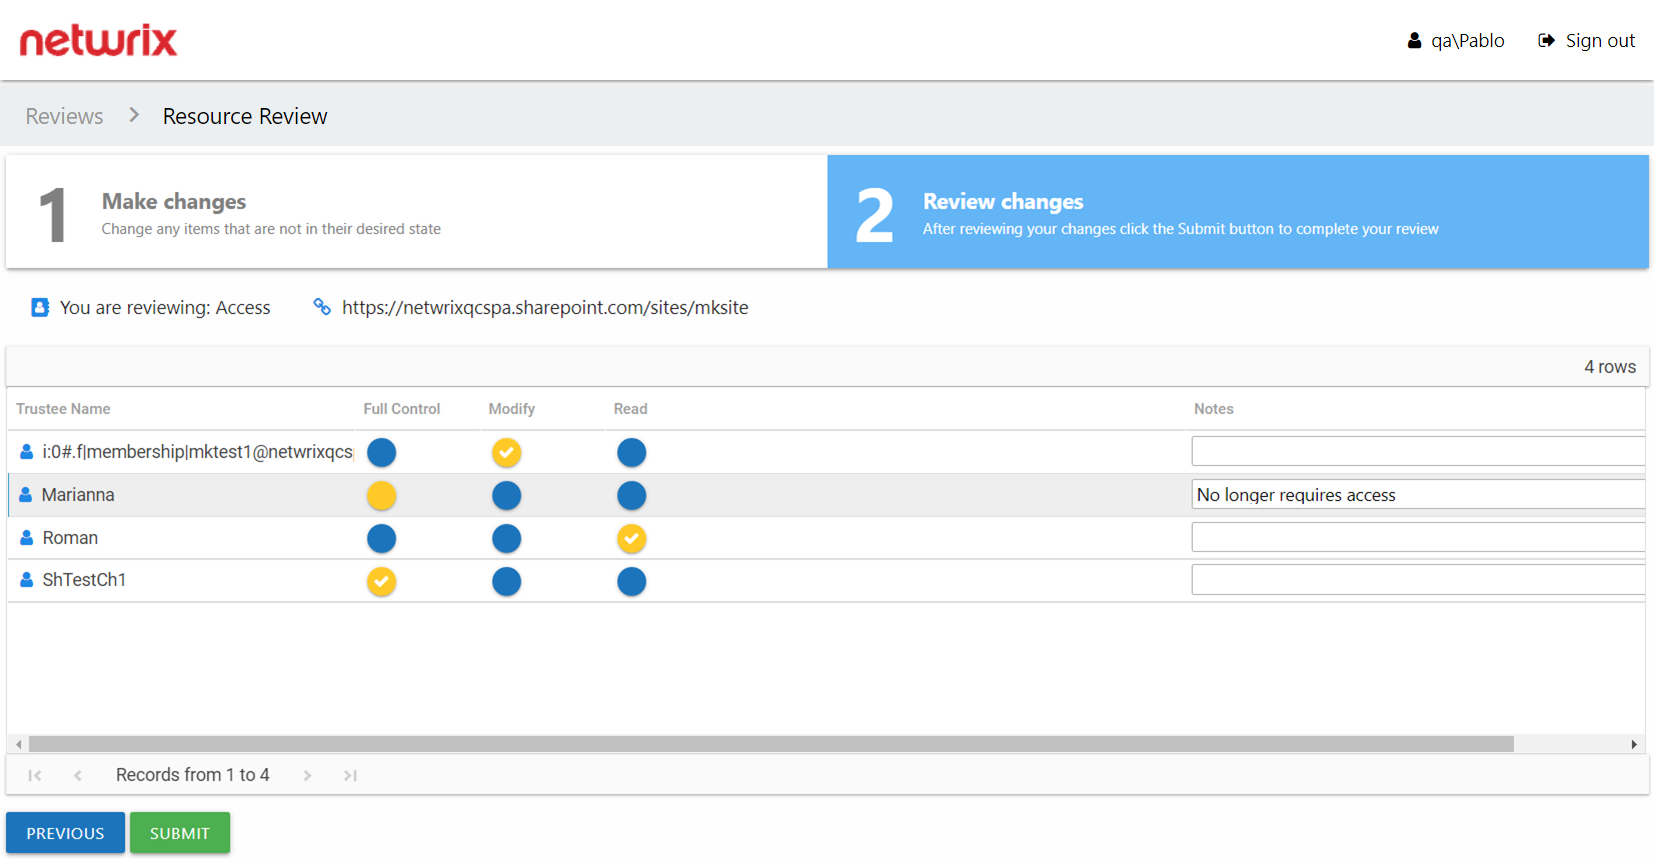 netwrix
qa\Pablo Sign out
Reviews Resource Review
1 Make changes
Change any items that are not in their desired state
2 Review changes
After reviewing your changes click the Submit button to complete your review
You are reviewing: Access https://netwrixqcspa.sharepoint.com/sites/mksite
4 rows
Trustee Name Full Control Modify Read Notes
i:0#.f|membership|mktest1@netwrixqcs
Marianna No longer requires access
Roman
ShTestCh1
Records from 1 to 4
PREVIOUS SUBMIT